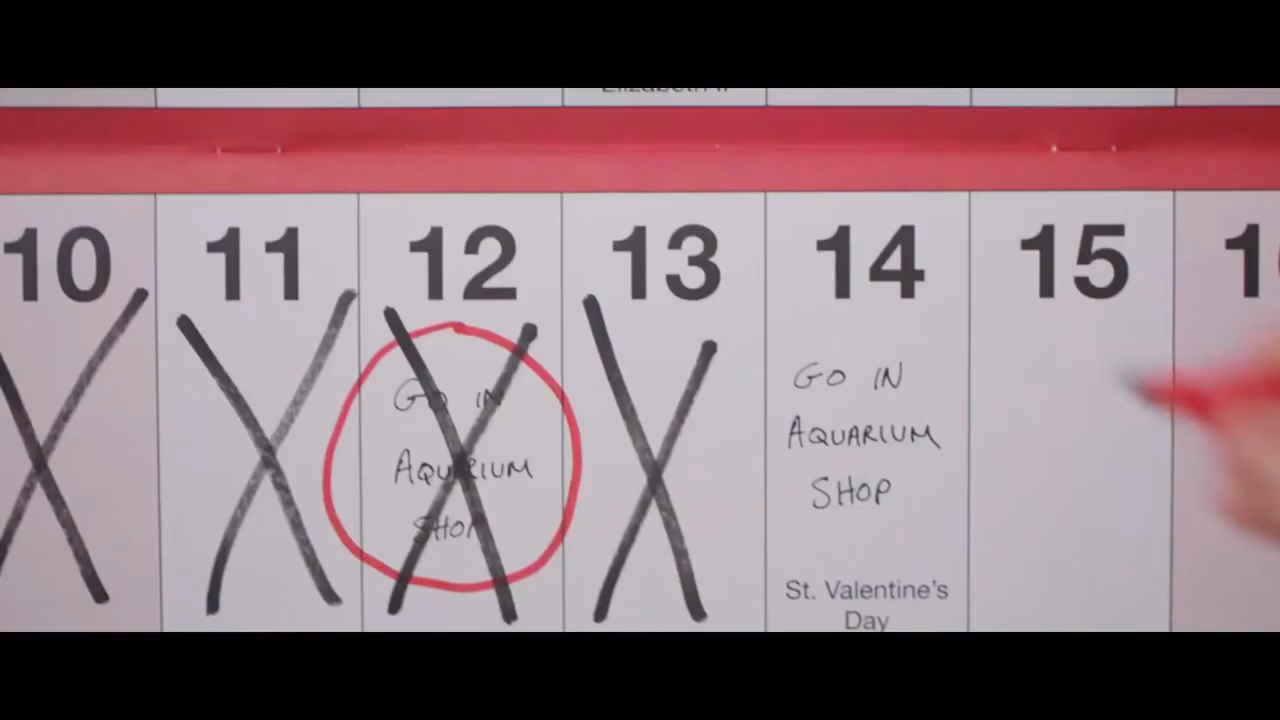 10 11 12 13 14 15
GO IN
AQUARIUM
SHOP
GO IN
AQUARIUM
SHOP
St. Valentine's
Day